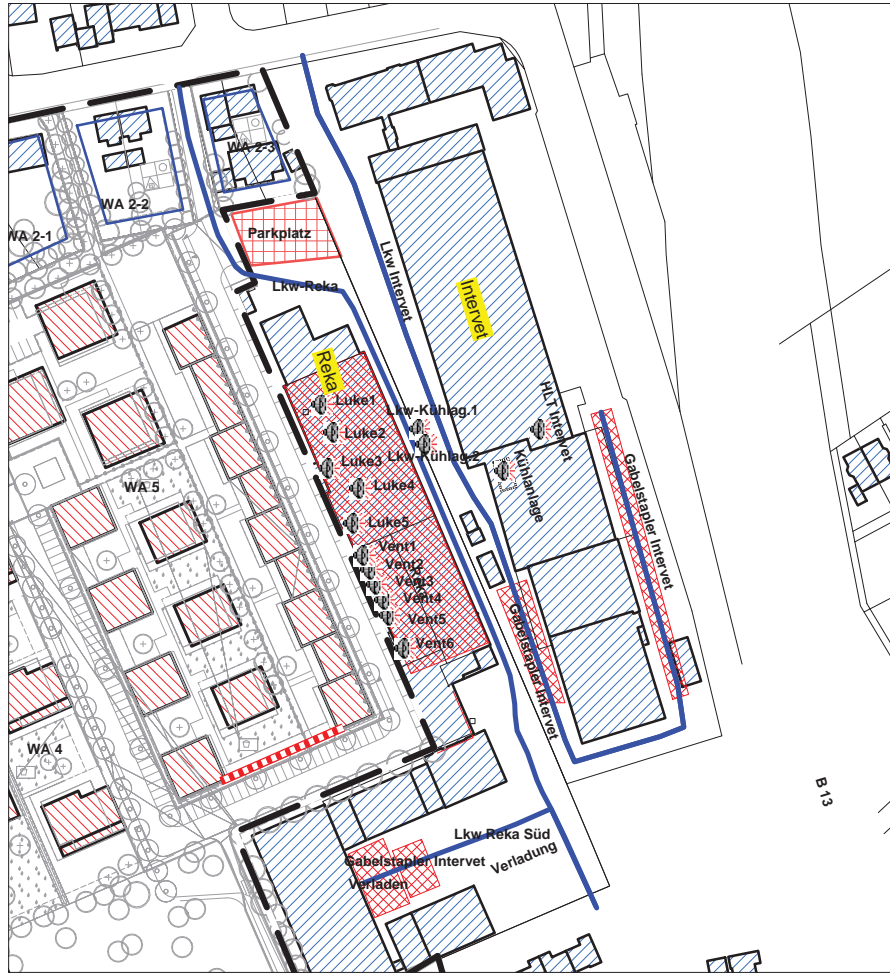 WA 2-3
WA 2-2
WA 2-1
Parkplatz
Lkw-Reka
Lkw Intervet
Intervet
Reka
Luke1
Luke2
Luke3
Luke4
Luke5
Lkw-Kühlag.1
Lkw-Kühlag.2
HLT Intervet
Kühlanlage
Gabelstapler Intervet
WA 5
Vent1
Vent2
Vent3
Vent4
Vent5
Vent6
Gabelstapler Intervet
WA 4
B 13
Lkw Reka Süd
Verladung
Gabelstapler Intervet
Verladen